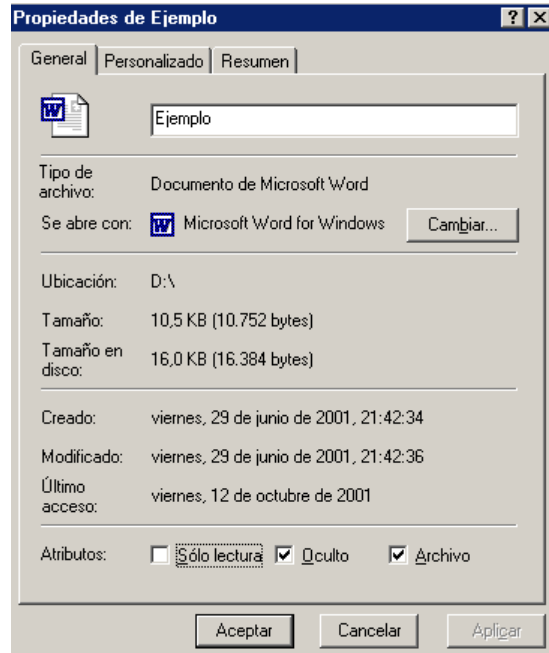 Propiedades de Ejemplo
General Personalizado Resumen
Ejemplo
Tipo de archivo: Documento de Microsoft Word
Se abre con: Microsoft Word for Windows Cambiar...
Ubicación: D:\
Tamaño: 10,5 KB (10.752 bytes)
Tamaño en disco: 16,0 KB (16.384 bytes)
Creado: viernes, 29 de junio de 2001, 21:42:34
Modificado: viernes, 29 de junio de 2001, 21:42:36
Último acceso: viernes, 12 de octubre de 2001
Atributos: Sólo lectura Oculto Archivo
Aceptar Cancelar Aplicar